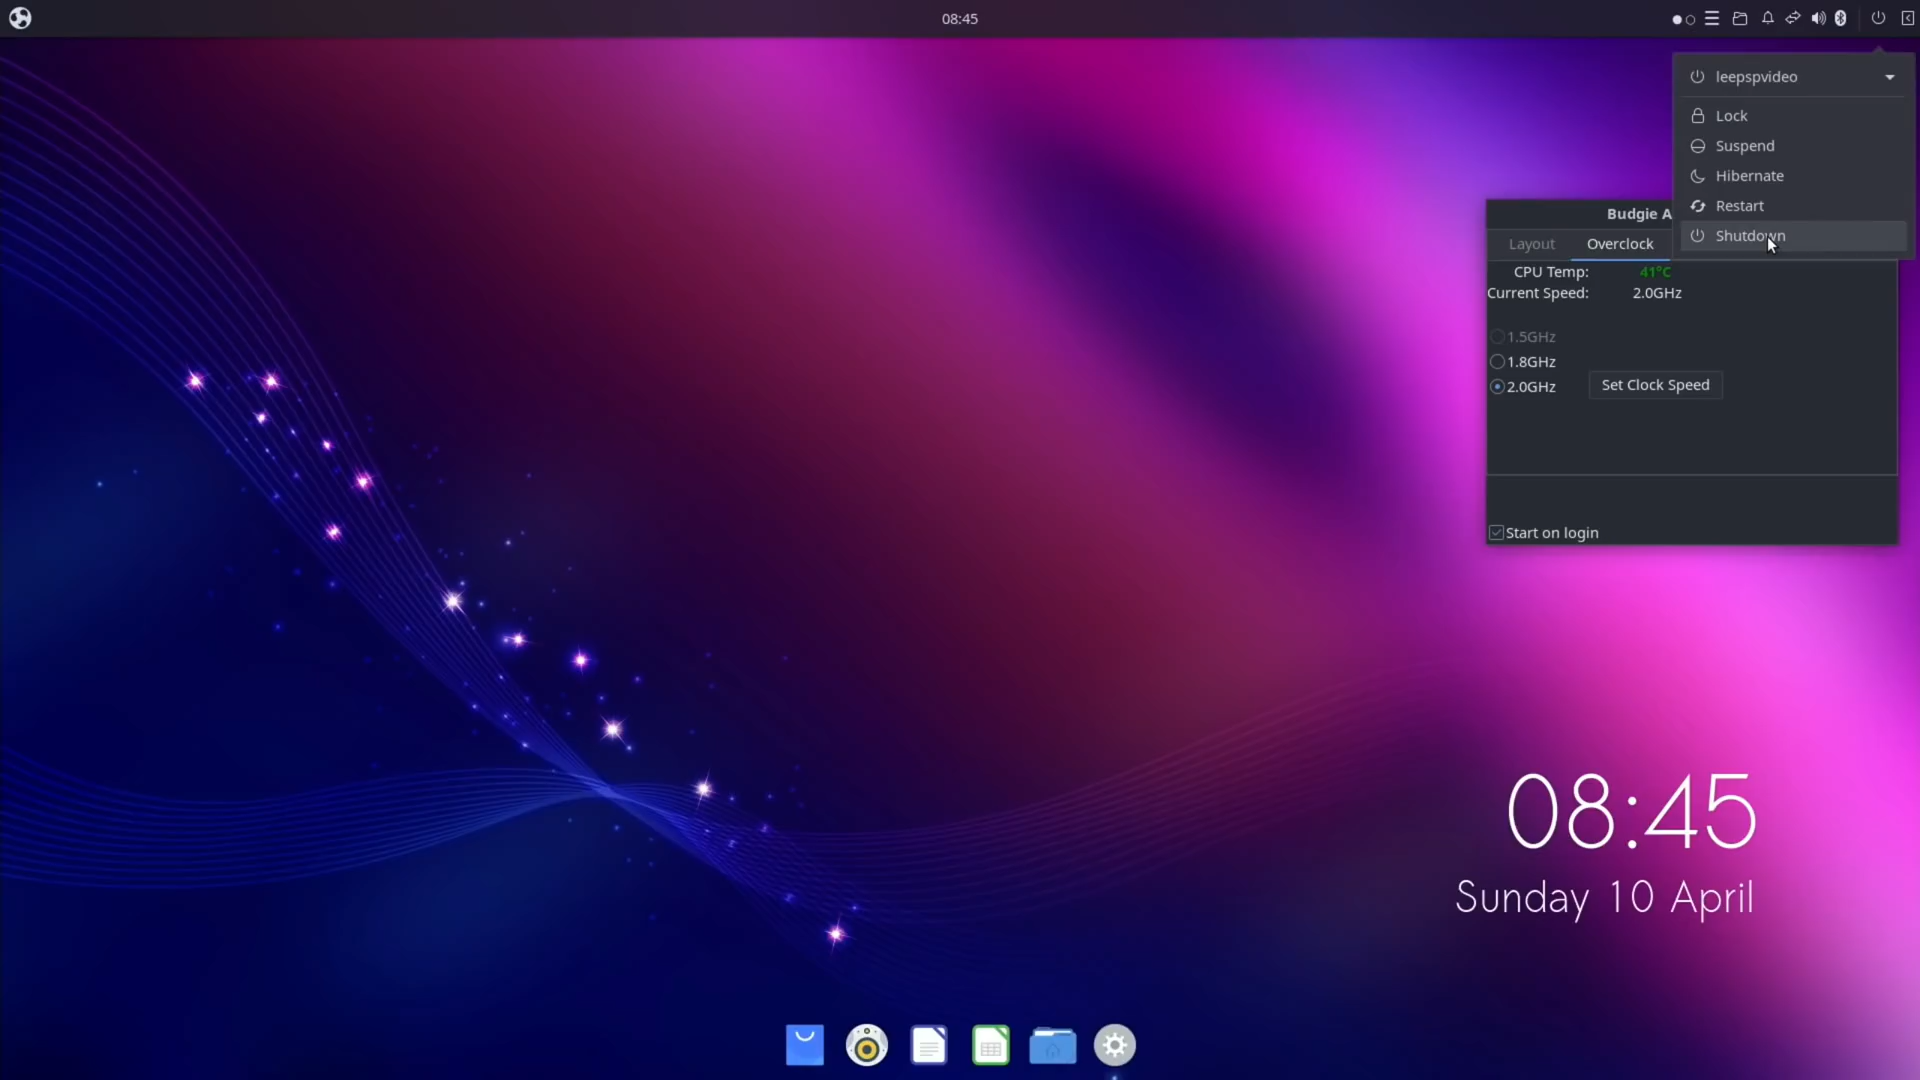 08:45
leepspvideo
Lock
Suspend
Hibernate
Restart
Shutdown
Budgie A
Layout
Overclock
CPU Temp: 41°C
Current Speed: 2.0GHz
1.5GHz
1.8GHz
2.0GHz
Set Clock Speed
Start on login
08:45
Sunday 10 April